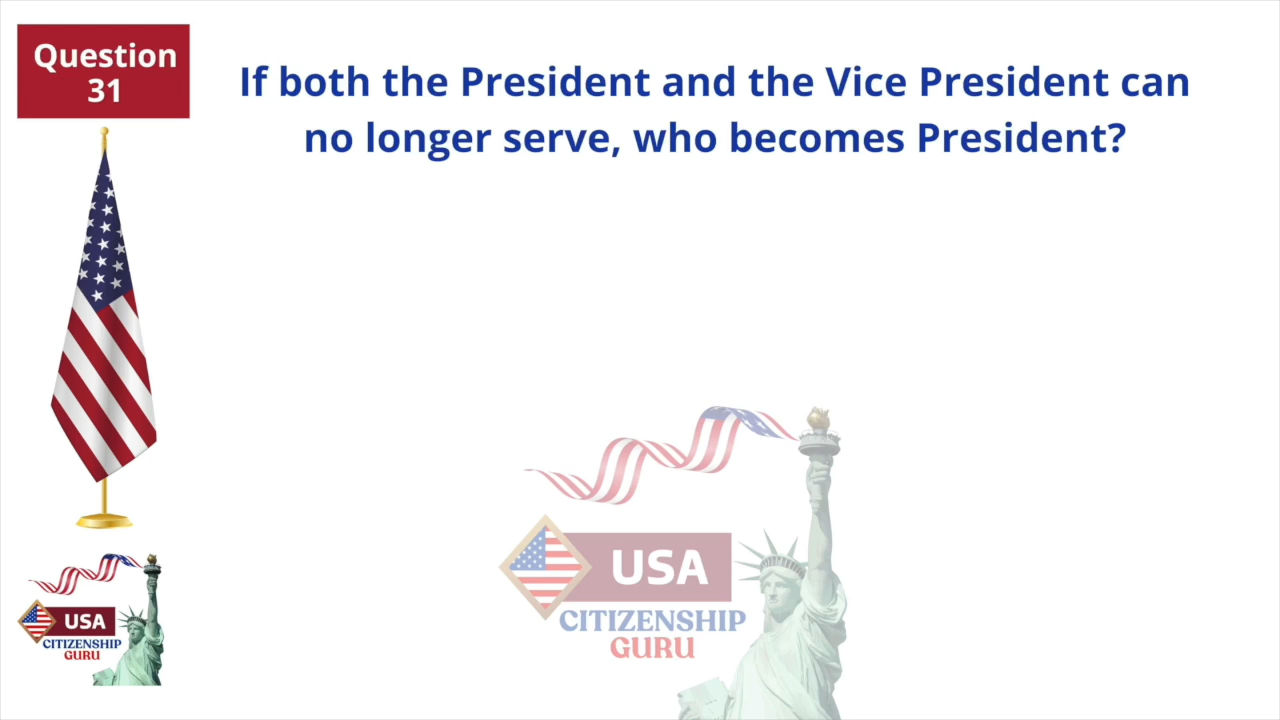 Question
31
If both the President and the Vice President can
no longer serve, who becomes President?
USA
CITIZENSHIP
GURU
USA
CITIZENSHIP
GURU